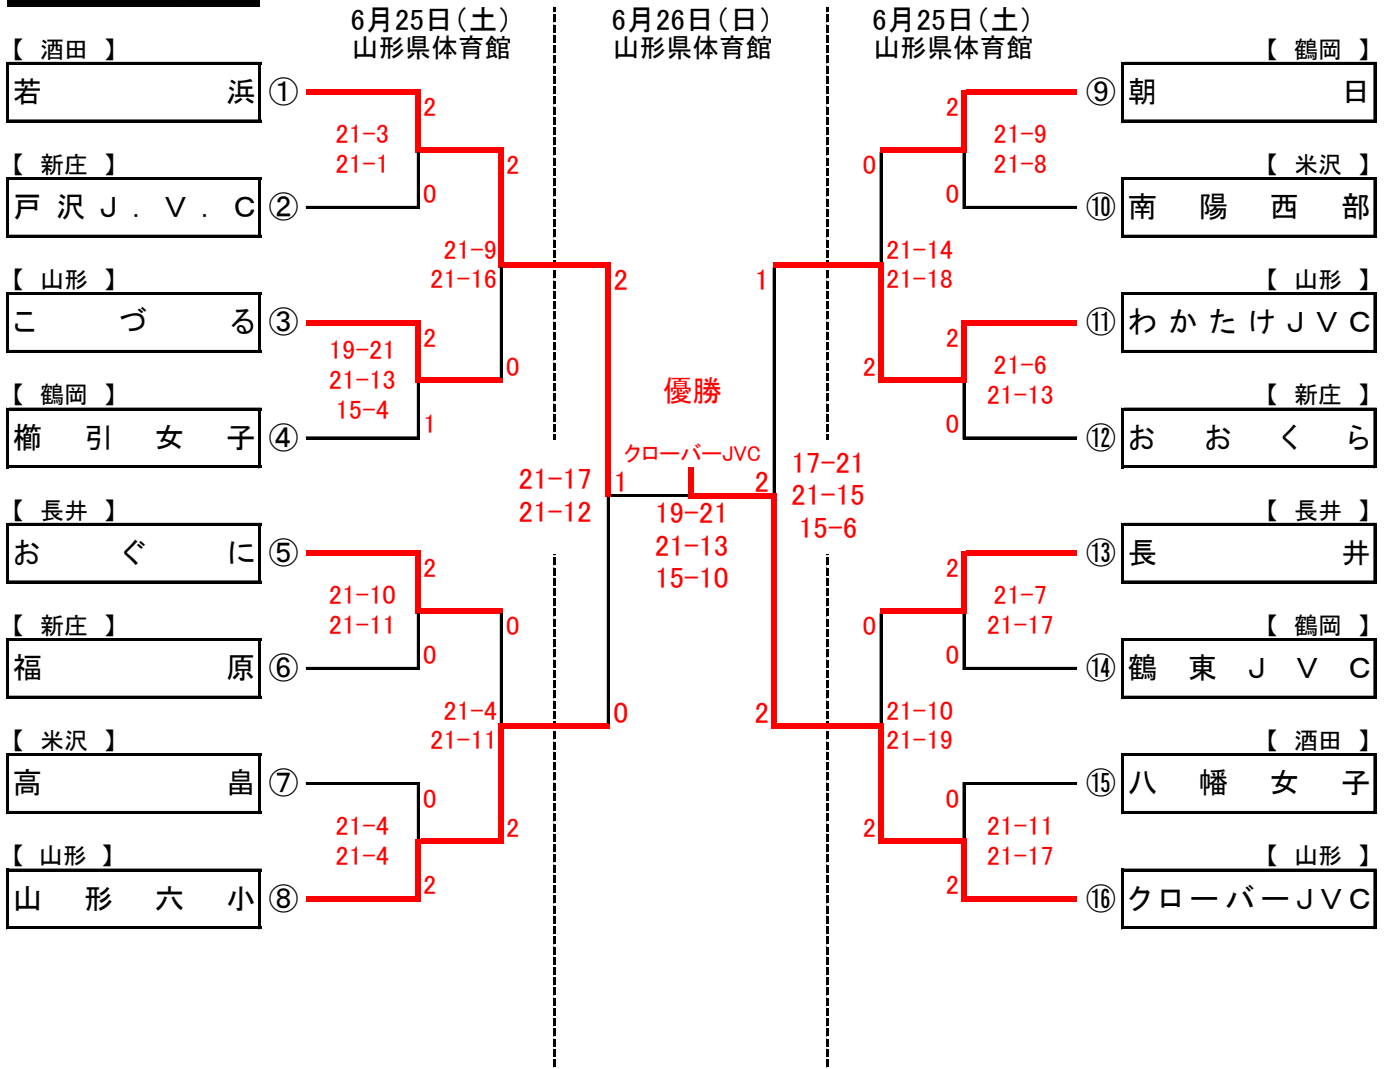 6月25日(土)
山形県体育館
6月26日(日)
山形県体育館
6月25日(土)
山形県体育館
【 酒田 】
若浜 ①
【 新庄 】
戸沢J.V.C ②
【 山形 】
こづる ③
【 鶴岡 】
櫛引女子 ④
【 長井 】
おぐに ⑤
【 新庄 】
福原 ⑥
【 米沢 】
高畠 ⑦
【 山形 】
山形六小 ⑧
2
21-3
21-1
0
2
21-9
21-16
2
19-21
21-13
15-4
1
0
2
21-17
21-12
2
21-10
21-11
0
0
21-4
21-11
0
0
21-4
21-4
2
2
優勝
クローバーJVC
1
2
19-21
21-13
15-10
1
17-21
21-15
15-6
2
2
21-9
21-8
0
0
21-14
21-18
2
2
21-6
21-13
0
2
21-7
21-17
0
0
21-10
21-19
2
0
21-11
21-17
2
【 鶴岡 】
⑨ 朝日
【 米沢 】
⑩ 南陽西部
【 山形 】
⑪ わかたけJVC
【 新庄 】
⑫ おおくら
【 長井 】
⑬ 長井
【 鶴岡 】
⑭ 鶴東JVC
【 酒田 】
⑮ 八幡女子
【 山形 】
⑯ クローバーJVC